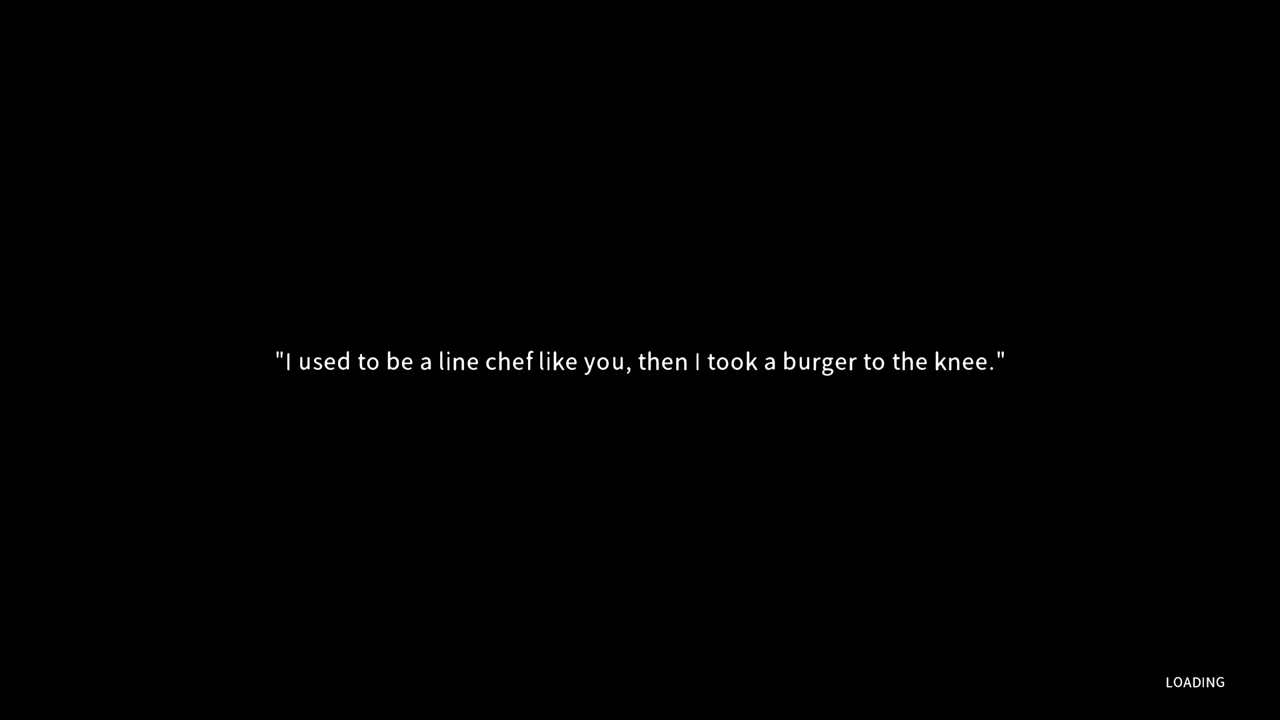 "I used to be a line chef like you, then I took a burger to the knee."
LOADING